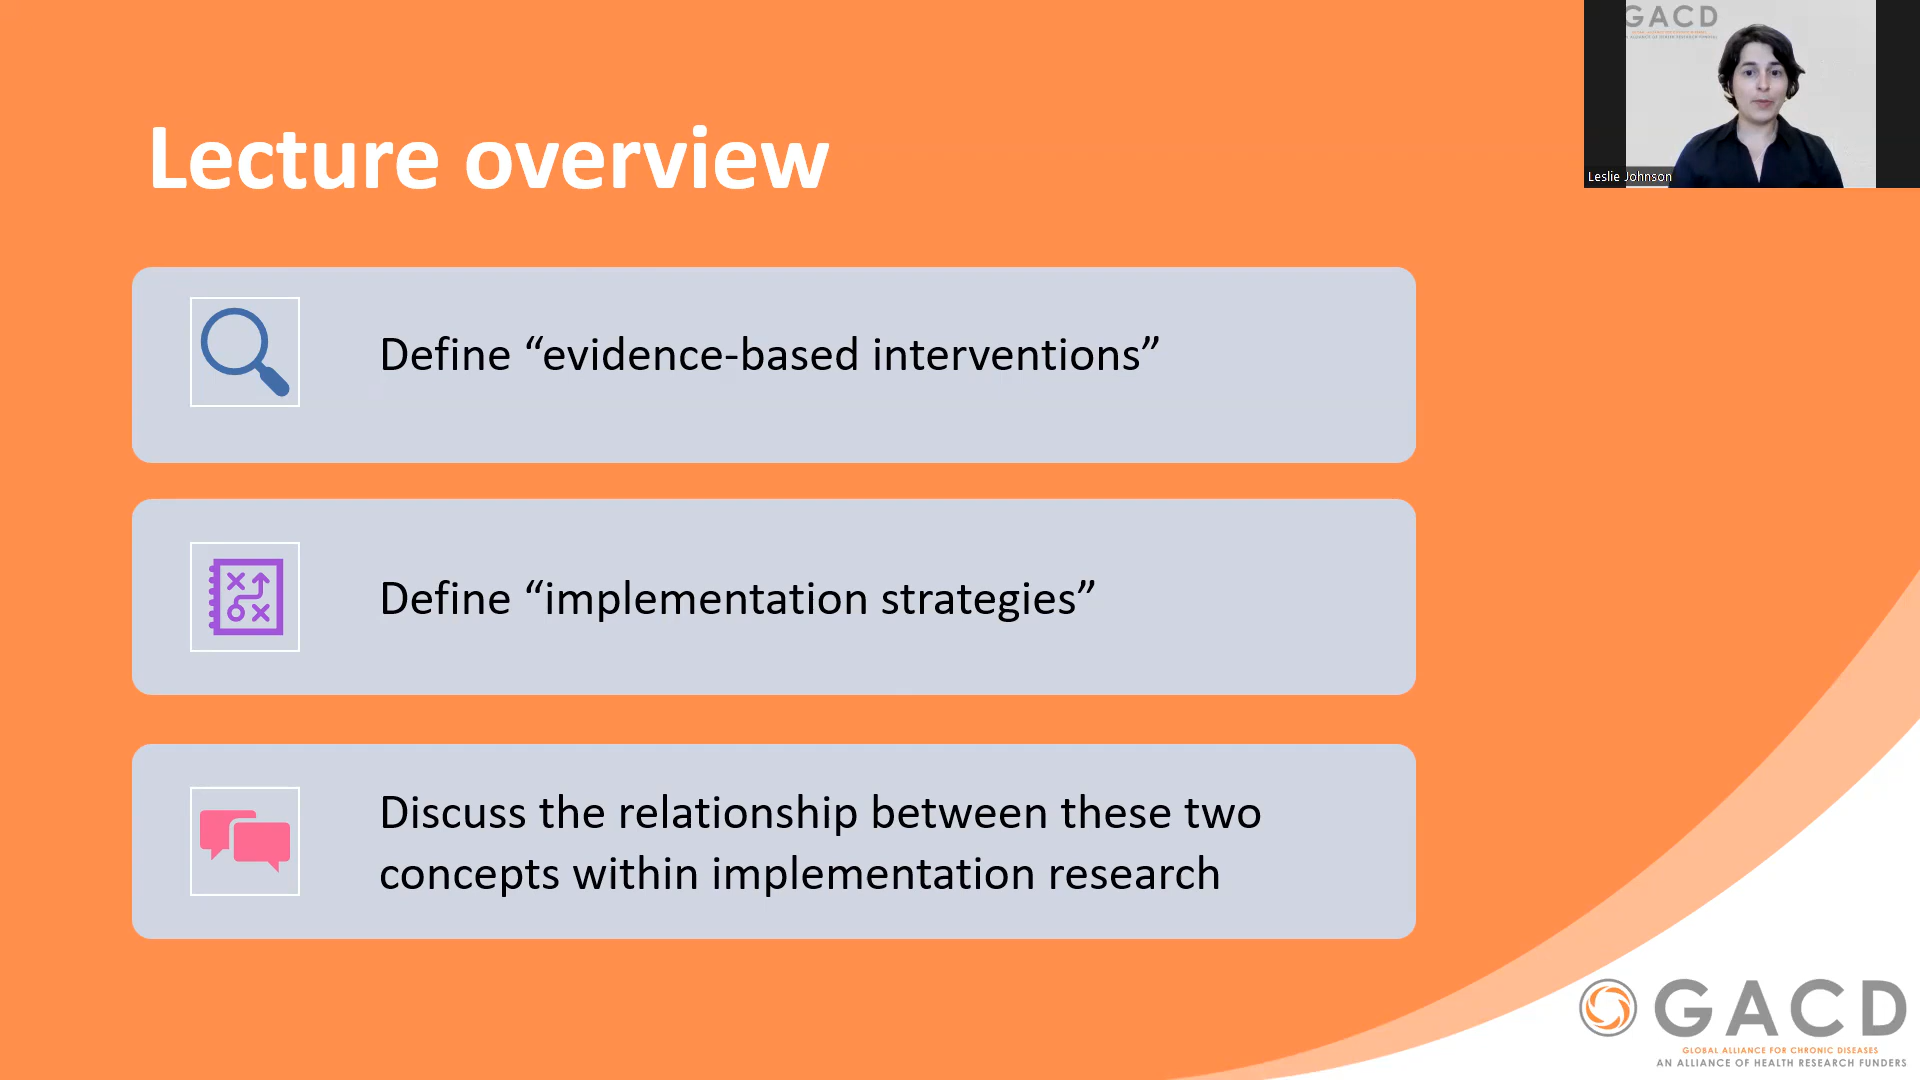 GACD
Lecture overview
Leslie Johnson
Define “evidence-based interventions”
Define “implementation strategies”
Discuss the relationship between these two
concepts within implementation research
GACD
GLOBAL ALLIANCE FOR CHRONIC DISEASES
AN ALLIANCE OF HEALTH RESEARCH FUNDERS